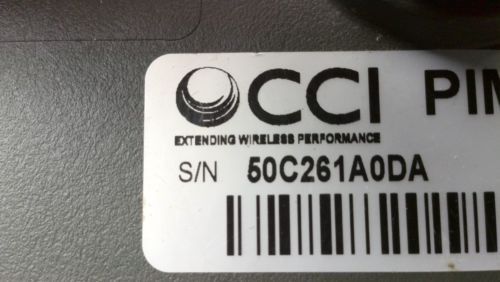 CCI PIM
EXTENDING WIRELESS PERFORMANCE
S/N 50C261A0DA